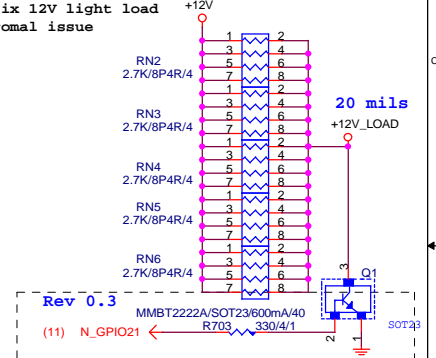 ix 12V light load
omal issue
+12V
1 2
3 4
RN2
5 6
2.7K/8P4R/4
7 8
1 2
3 4
RN3
5 6
2.7K/8P4R/4
7 8
20 mils
+12V_LOAD
1 2
3 4
RN4
5 6
2.7K/8P4R/4
7 8
1 2
3 4
RN5
5 6
2.7K/8P4R/4
7 8
1 2
3 4
RN6
5 6
2.7K/8P4R/4
7 8
3
Q1
Rev 0.3
MMBT2222A/SOT23/600mA/40
SOT23
R703 330/4/1
(11) N_GPIO21
2 1